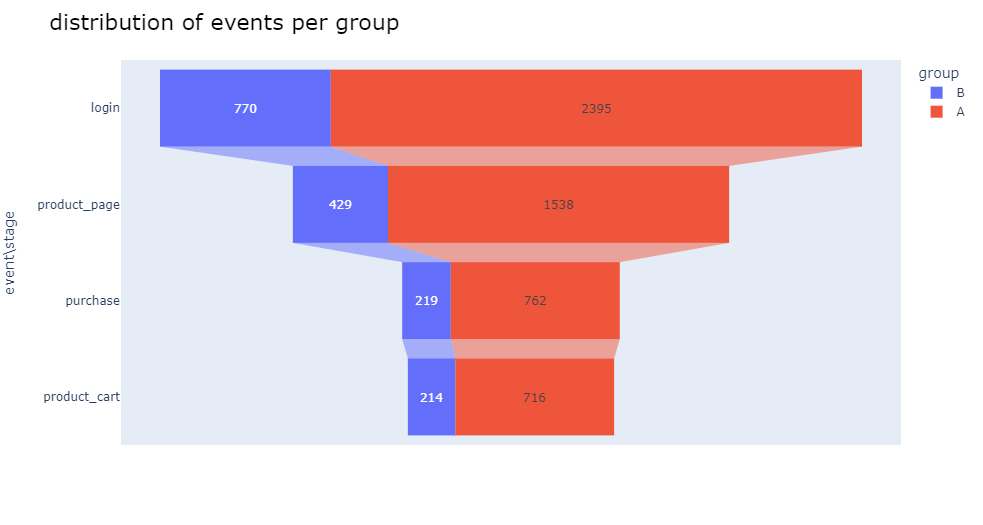 distribution of events per group
group
B
A
event\stage
login
770
2395
product_page
429
1538
purchase
219
762
product_cart
214
716